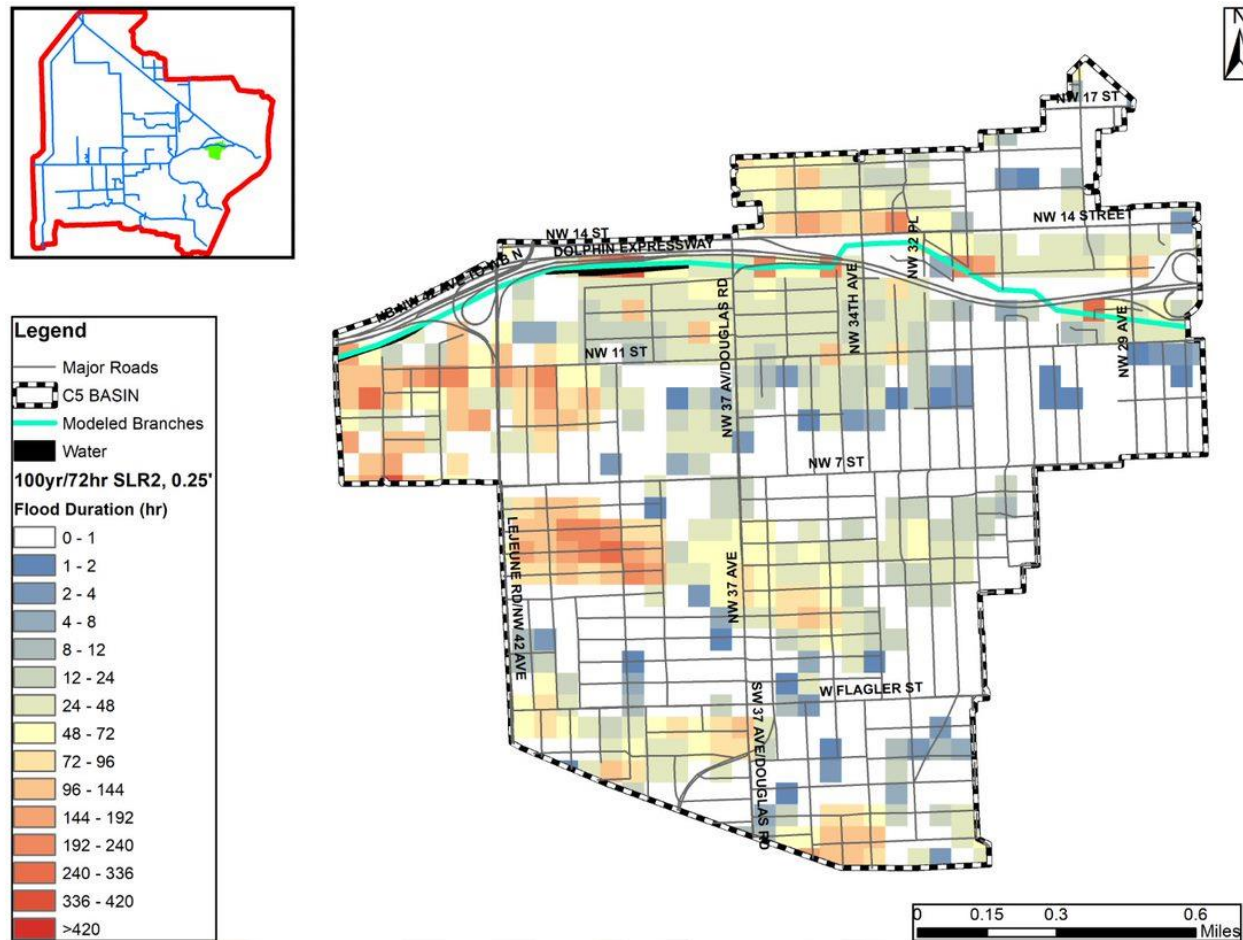 N
NW 17 ST
NW 14 STREET
NW 14 ST
DOLPHIN EXPRESSWAY
NW 32 PL
NW 34TH AVE
NW 37 AV/DOUGLAS RD
NW 29 AVE
NW 11 ST
NW 7 ST
LEJEUNE RD/NW 42 AVE
NW 37 AVE
W FLAGLER ST
SW 37 AVE/DOUGLAS RD
Legend
Major Roads
C5 BASIN
Modeled Branches
Water
100yr/72hr SLR2, 0.25'
Flood Duration (hr)
0 - 1
1 - 2
2 - 4
4 - 8
8 - 12
12 - 24
24 - 48
48 - 72
72 - 96
96 - 144
144 - 192
192 - 240
240 - 336
336 - 420
>420
0 0.15 0.3 0.6
Miles